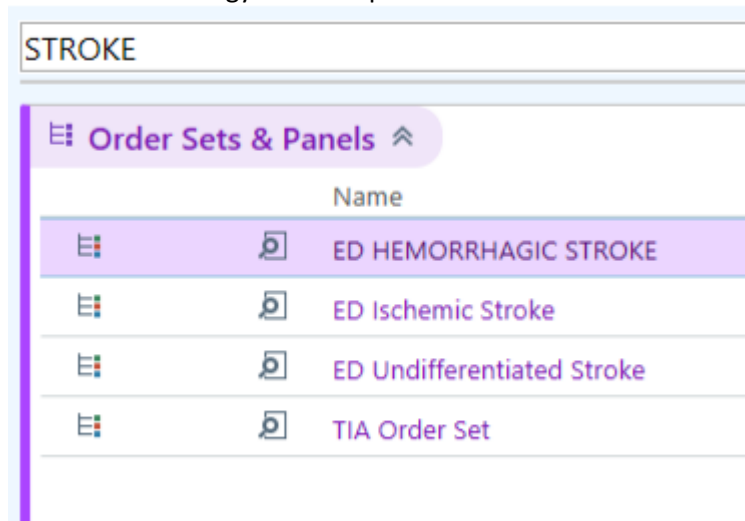 STROKE
Order Sets & Panels
Name
ED HEMORRHAGIC STROKE
ED Ischemic Stroke
ED Undifferentiated Stroke
TIA Order Set